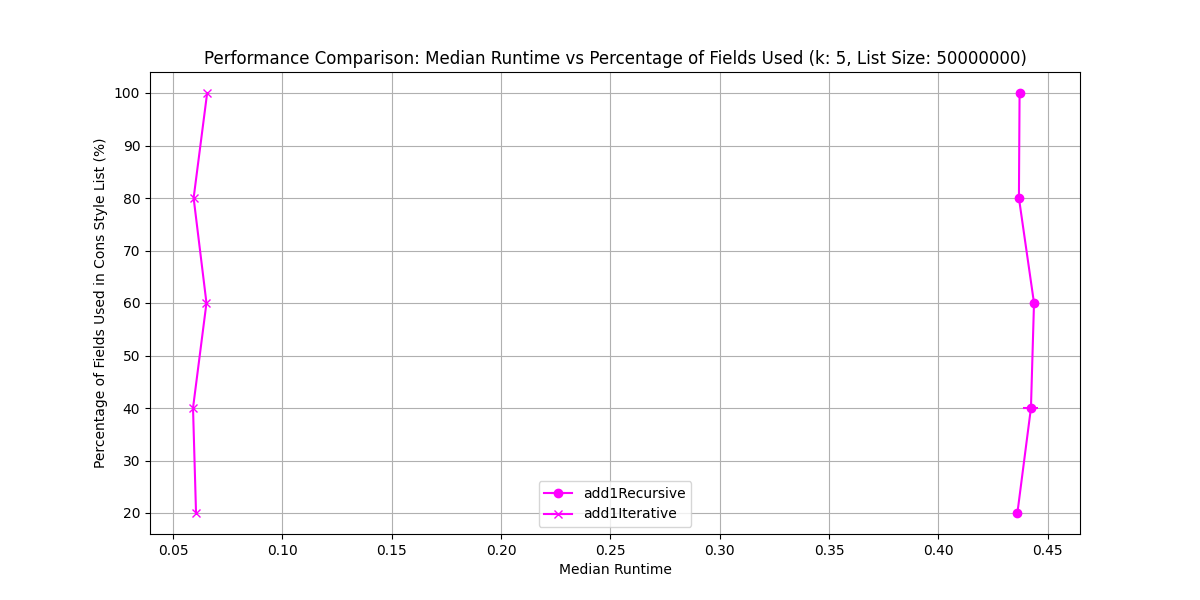 Performance Comparison: Median Runtime vs Percentage of Fields Used (k: 5, List Size: 50000000)
Percentage of Fields Used in Cons Style List (%)
100
90
80
70
60
50
40
30
20
add1Recursive
add1Iterative
0.05 0.10 0.15 0.20 0.25 0.30 0.35 0.40 0.45
Median Runtime